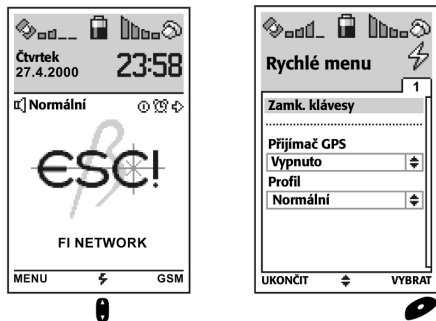 Čtvrtek
27.4.2000
23:58
Normální
ESC!
FI NETWORK
MENU
GSM
Rychlé menu
1
Zamk. klávesy
Přijímač GPS
Vypnuto
Profil
Normální
UKONČIT
VYBRAT